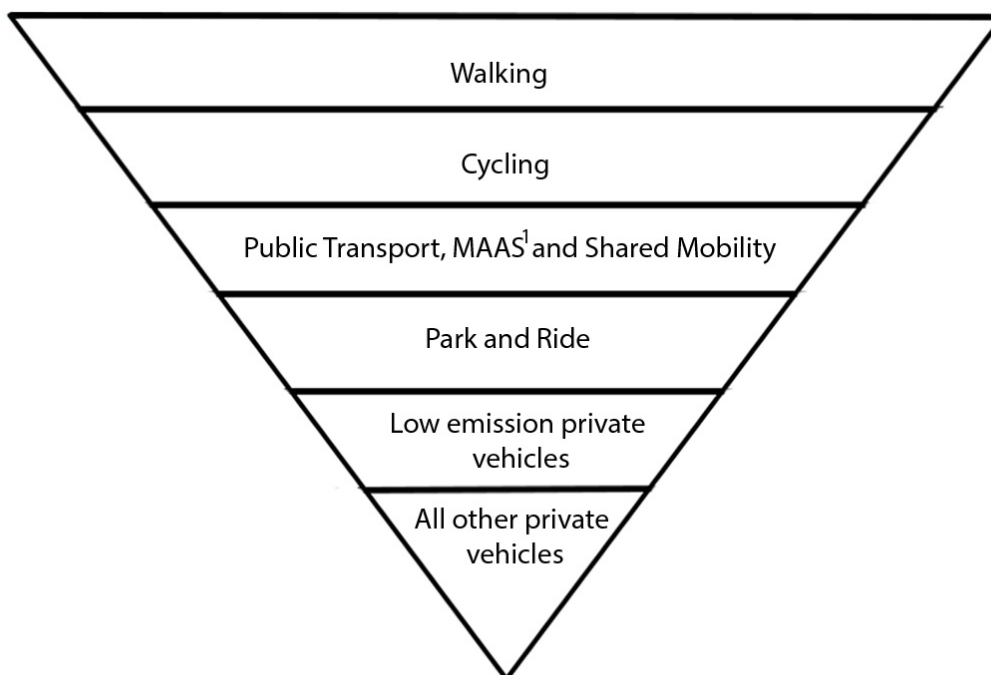 Walking
Cycling
Public Transport, MAAS¹ and Shared Mobility
Park and Ride
Low emission private
vehicles
All other private
vehicles